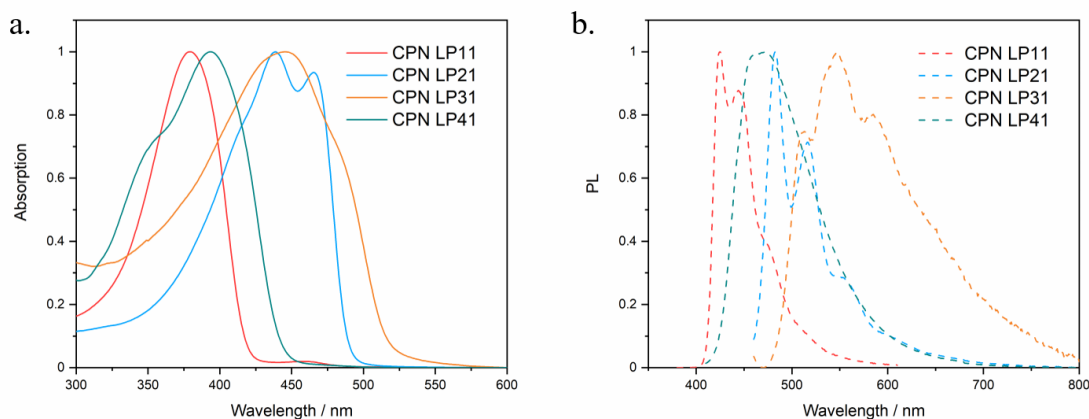 a.
Absorption
1
0.8
0.6
0.4
0.2
0
300
350
400
450
500
550
600
Wavelength / nm
CPN LP11
CPN LP21
CPN LP31
CPN LP41
b.
PL
1
0.8
0.6
0.4
0.2
0
400
500
600
700
800
Wavelength / nm
CPN LP11
CPN LP21
CPN LP31
CPN LP41